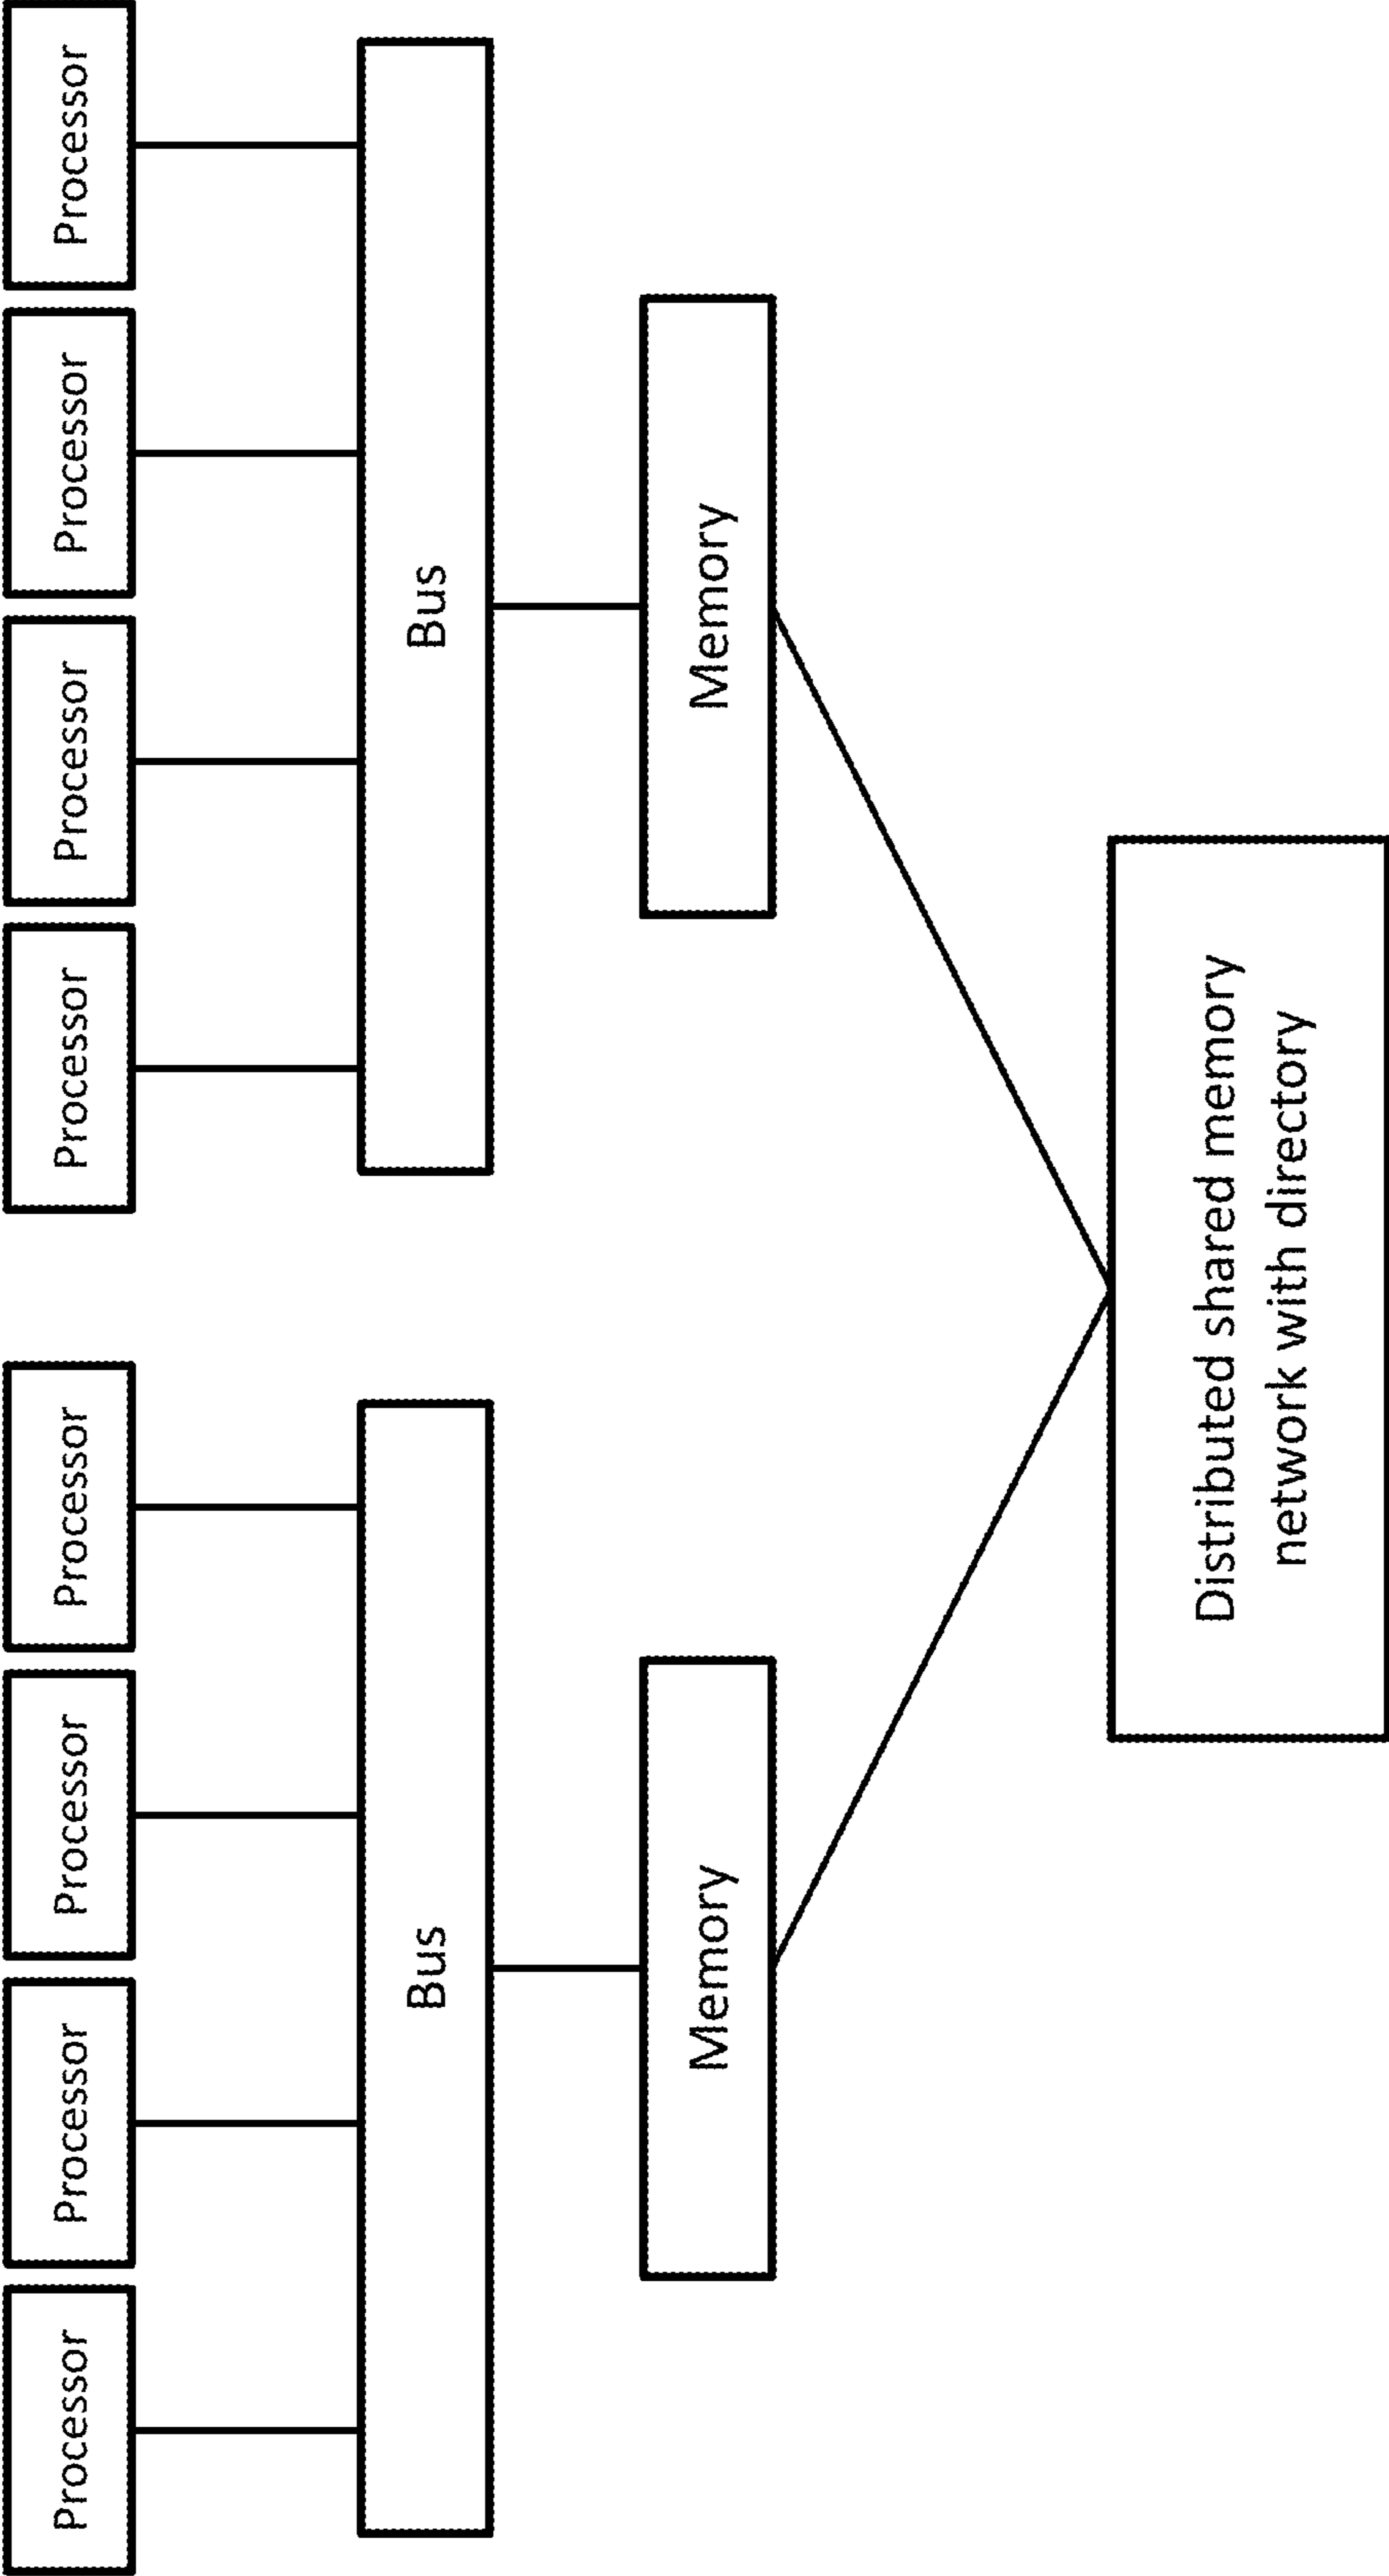 Processor
Processor
Processor
Processor
Processor
Processor
Processor
Processor
Bus
Bus
Memory
Memory
Distributed shared memory
network with directory